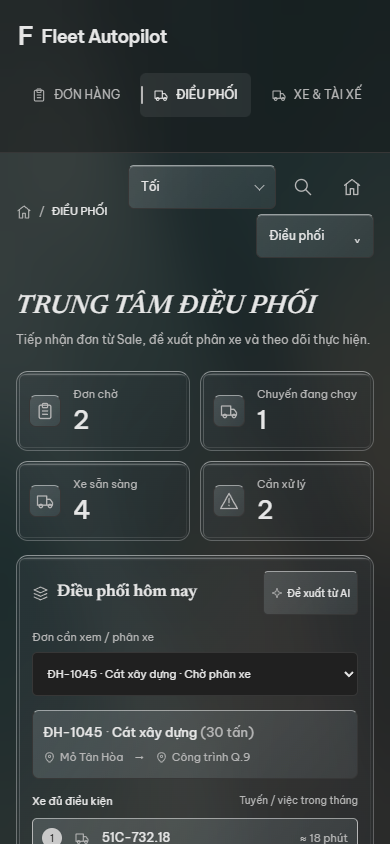 F Fleet Autopilot
ĐƠN HÀNG ĐIỀU PHỐI XE & TÀI XẾ
Tối
/ ĐIỀU PHỐI
Điều phối
TRUNG TÂM ĐIỀU PHỐI
Tiếp nhận đơn từ Sale, đề xuất phân xe và theo dõi thực hiện.
Đơn chờ
2
Chuyến đang chạy
1
Xe sẵn sàng
4
Cần xử lý
2
Điều phối hôm nay
Đề xuất từ AI
Đơn cần xem / phân xe
ĐH-1045 · Cát xây dựng · Chờ phân xe
ĐH-1045 · Cát xây dựng (30 tấn)
Mỏ Tân Hòa → Công trình Q.9
Xe đủ điều kiện Tuyến / việc trong tháng
1 51C-732.18 ≈ 18 phút